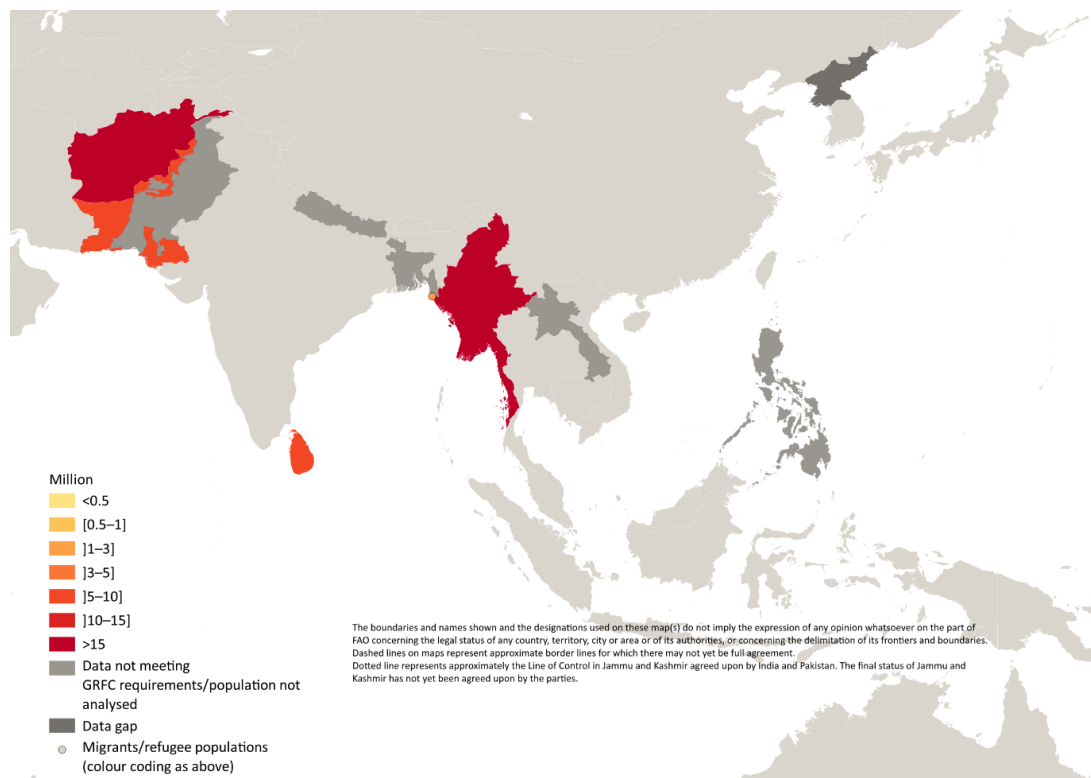 Million
<0.5
[0.5–1]
]1–3]
]3–5]
]5–10]
]10–15]
>15
Data not meeting
GRFC requirements/population not
analysed
Data gap
Migrants/refugee populations
(colour coding as above)
The boundaries and names shown and the designations used on these map(s) do not imply the expression of any opinion whatsoever on the part of
FAO concerning the legal status of any country, territory, city or area or of its authorities, or concerning the delimitation of its frontiers and boundaries.
Dashed lines on maps represent approximate border lines for which there may not yet be full agreement.
Dotted line represents approximately the Line of Control in Jammu and Kashmir agreed upon by India and Pakistan. The final status of Jammu and
Kashmir has not yet been agreed upon by the parties.